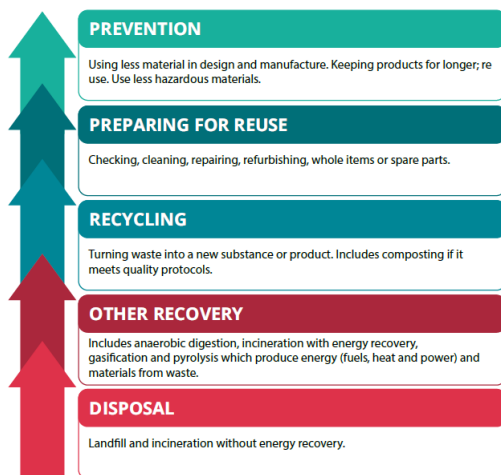 PREVENTION
Using less material in design and manufacture. Keeping products for longer; re
use. Use less hazardous materials.
PREPARING FOR REUSE
Checking, cleaning, repairing, refurbishing, whole items or spare parts.
RECYCLING
Turning waste into a new substance or product. Includes composting if it
meets quality protocols.
OTHER RECOVERY
Includes anaerobic digestion, incineration with energy recovery,
gasification and pyrolysis which produce energy (fuels, heat and power) and
materials from waste.
DISPOSAL
Landfill and incineration without energy recovery.